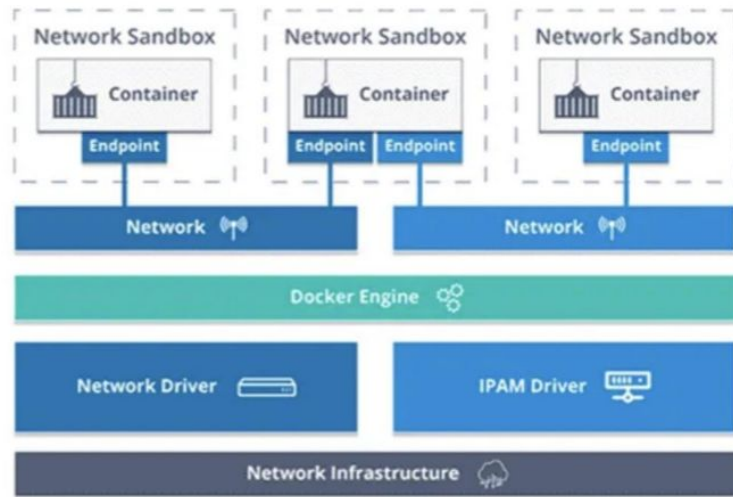 Network Sandbox
Network Sandbox
Network Sandbox
Container
Container
Container
Endpoint
Endpoint
Endpoint
Endpoint
Network
Network
Docker Engine
Network Driver
IPAM Driver
Network Infrastructure